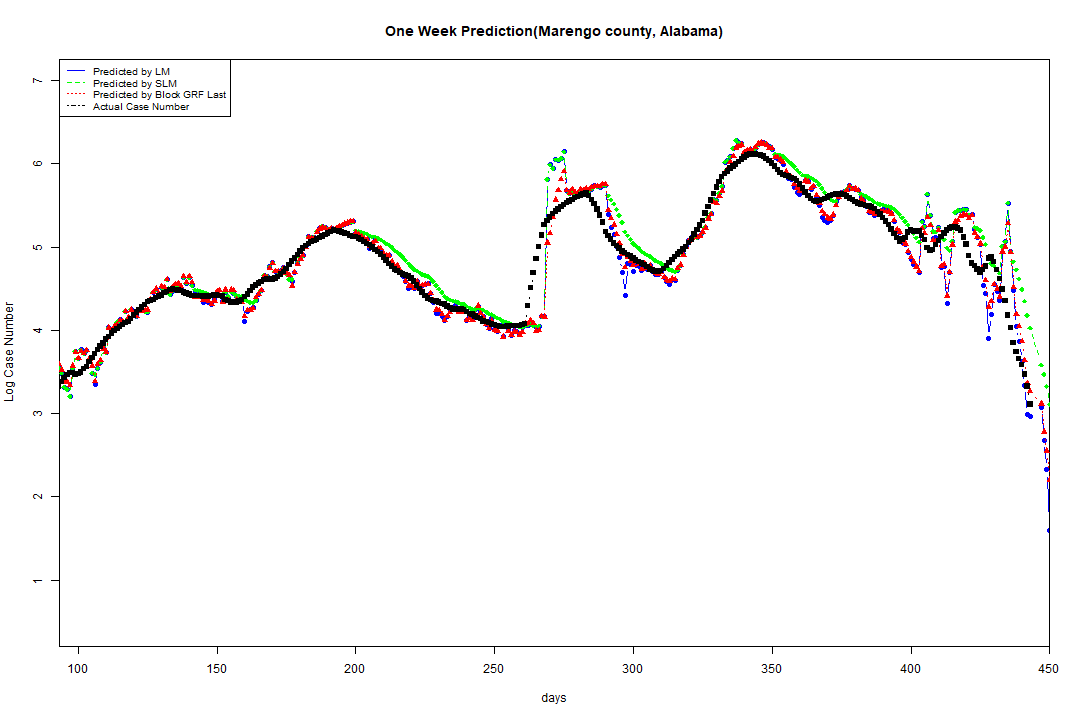 One Week Prediction(Marengo county, Alabama)
Predicted by LM
Predicted by SLM
Predicted by Block GRF Last
Actual Case Number
7
6
5
4
3
2
1
Log Case Number
100 150 200 250 300 350 400 450
days